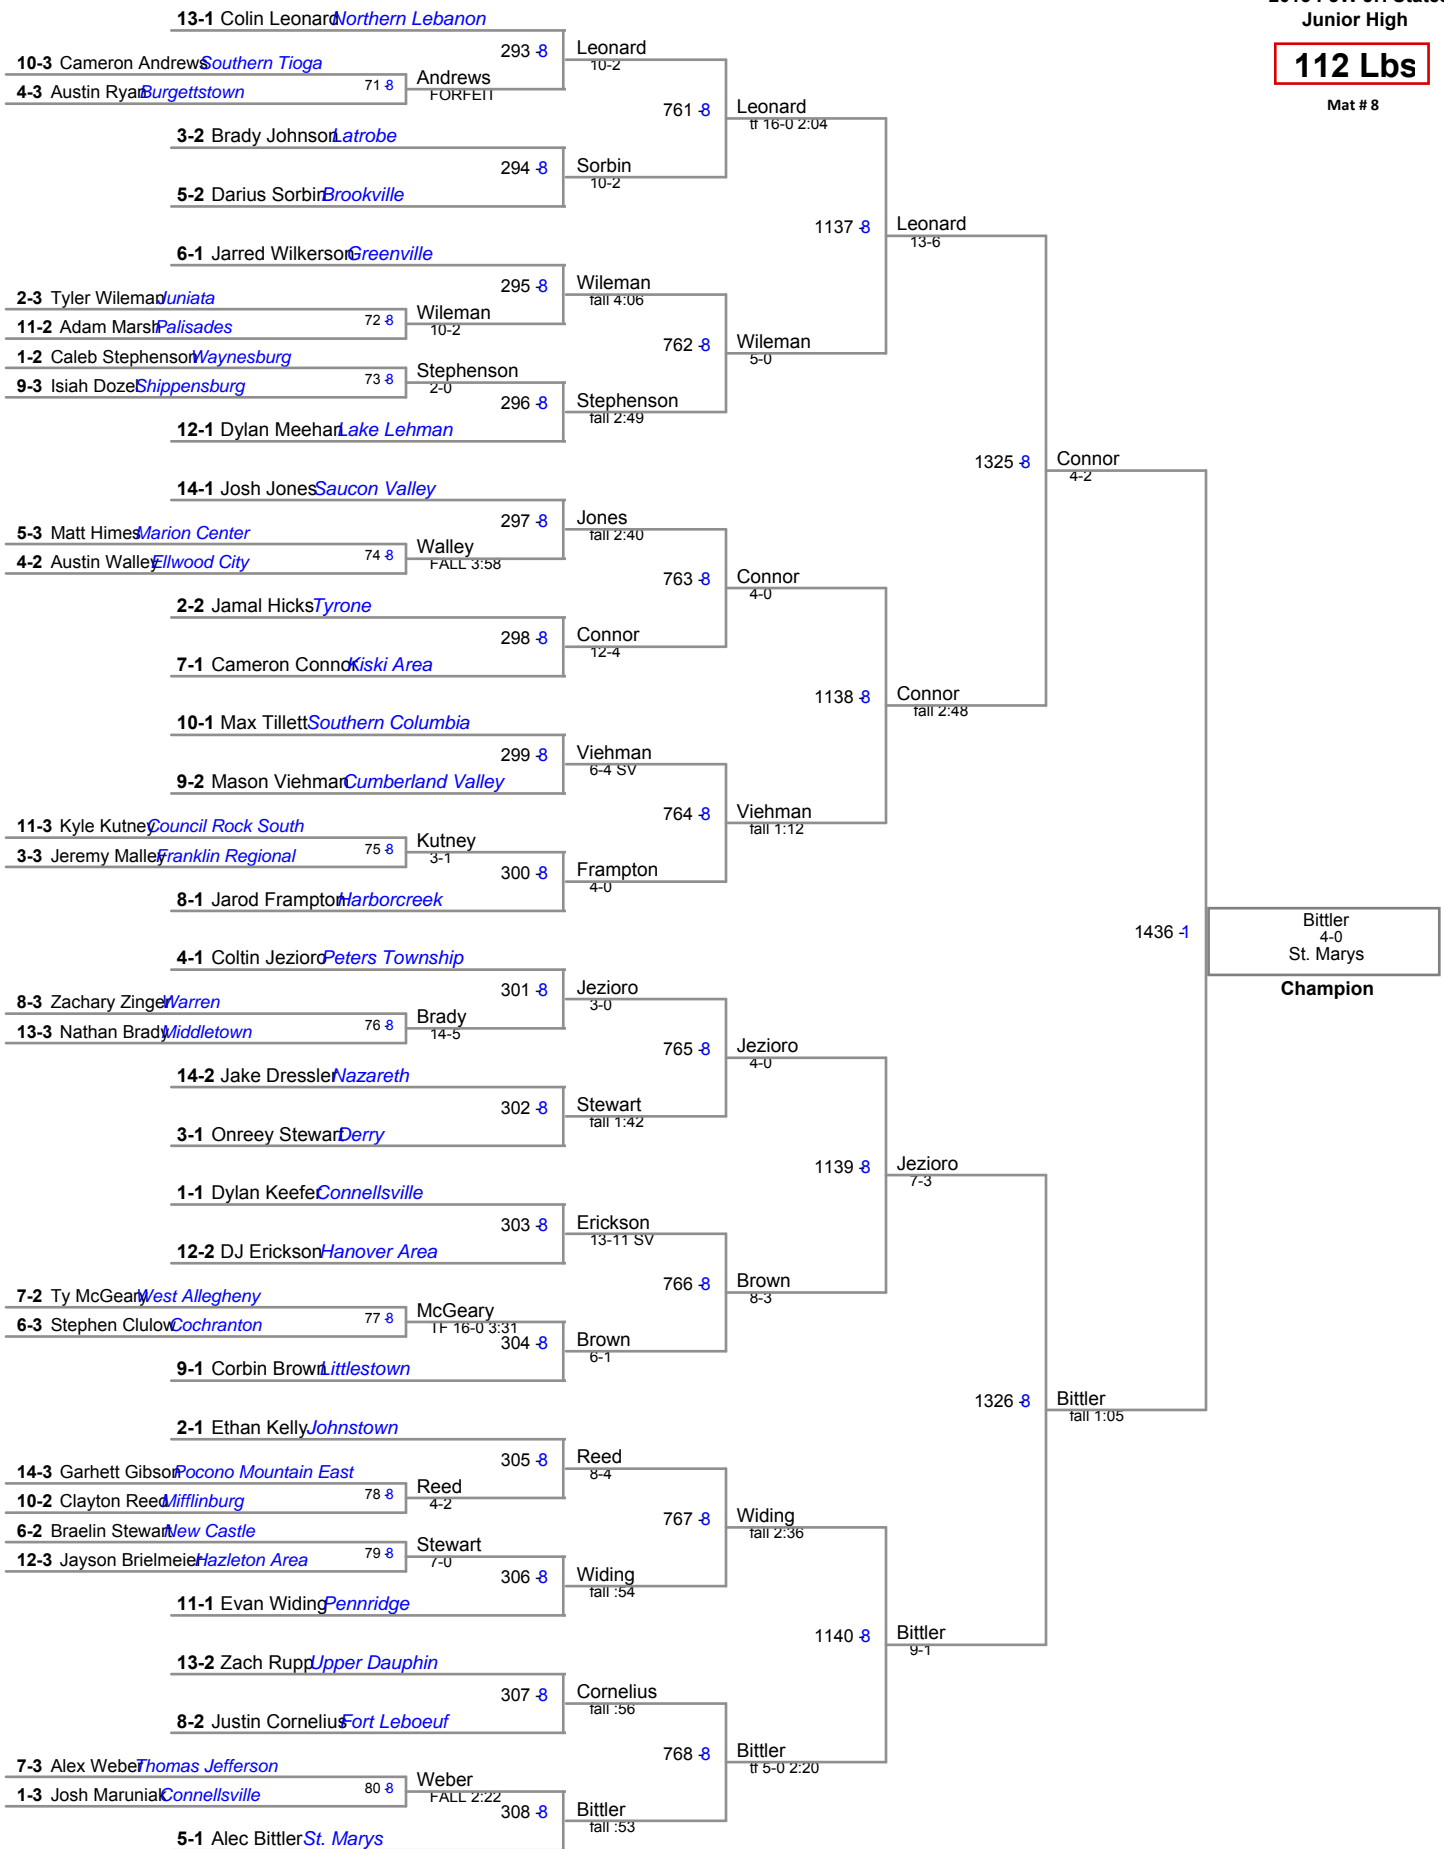 2015 PJW Jr. States
Junior High
112 Lbs
Mat # 8
13-1 Colin Leonard Northern Lebanon
293 -8 Leonard
10-2
10-3 Cameron Andrews Southern Tioga
71 -8 Andrews
FORFEIT
4-3 Austin Ryan Burgettstown
761 -8 Leonard
tf 16-0 2:04
3-2 Brady Johnson Latrobe
294 -8 Sorbin
10-2
5-2 Darius Sorbin Brookville
1137 -8 Leonard
13-6
6-1 Jarred Wilkerson Greenville
295 -8 Wileman
fall 4:06
2-3 Tyler Wileman Juniata
72 -8 Wileman
10-2
11-2 Adam Marsh Palisades
762 -8 Wileman
5-0
1-2 Caleb Stephenson Waynesburg
73 -8 Stephenson
2-0
9-3 Isiah Dozel Shippensburg
296 -8 Stephenson
fall 2:49
12-1 Dylan Meehan Lake Lehman
1325 -8 Connor
4-2
14-1 Josh Jones Saucon Valley
297 -8 Jones
fall 2:40
5-3 Matt Himes Marion Center
74 -8 Walley
FALL 3:58
4-2 Austin Walley Ellwood City
763 -8 Connor
4-0
2-2 Jamal Hicks Tyrone
298 -8 Connor
12-4
7-1 Cameron Connor Kiski Area
1138 -8 Connor
fall 2:48
10-1 Max Tillett Southern Columbia
299 -8 Viehman
6-4 SV
9-2 Mason Viehman Cumberland Valley
764 -8 Viehman
fall 1:12
11-3 Kyle Kutney Council Rock South
75 -8 Kutney
3-1
3-3 Jeremy Malley Franklin Regional
300 -8 Frampton
4-0
8-1 Jarod Frampton Harborcreek
1436 -1 Bittler
4-0
St. Marys
Champion
4-1 Coltin Jezioro Peters Township
301 -8 Jezioro
3-0
8-3 Zachary Zinger Warren
76 -8 Brady
14-5
13-3 Nathan Brady Middletown
765 -8 Jezioro
4-0
14-2 Jake Dressler Nazareth
302 -8 Stewart
fall 1:42
3-1 Onreey Stewart Derry
1139 -8 Jezioro
7-3
1-1 Dylan Keefer Connellsville
303 -8 Erickson
13-11 SV
12-2 DJ Erickson Hanover Area
766 -8 Brown
8-3
7-2 Ty McGeary West Allegheny
77 -8 McGeary
TF 16-0 3:31
6-3 Stephen Clulow Cochranton
304 -8 Brown
6-1
9-1 Corbin Brown Littlestown
1326 -8 Bittler
fall 1:05
2-1 Ethan Kelly Johnstown
305 -8 Reed
8-4
14-3 Garhett Gibson Pocono Mountain East
78 -8 Reed
4-2
10-2 Clayton Reed Mifflinburg
767 -8 Widing
fall 2:36
6-2 Braelin Stewart New Castle
79 -8 Stewart
7-0
12-3 Jayson Brielmeier Hazleton Area
306 -8 Widing
fall :54
11-1 Evan Widing Pennridge
1140 -8 Bittler
9-1
13-2 Zach Rupp Upper Dauphin
307 -8 Cornelius
fall :56
8-2 Justin Cornelius Fort Leboeuf
768 -8 Bittler
tf 5-0 2:20
7-3 Alex Weber Thomas Jefferson
80 -8 Weber
FALL 2:22
1-3 Josh Maruniak Connellsville
308 -8 Bittler
fall :53
5-1 Alec Bittler St. Marys